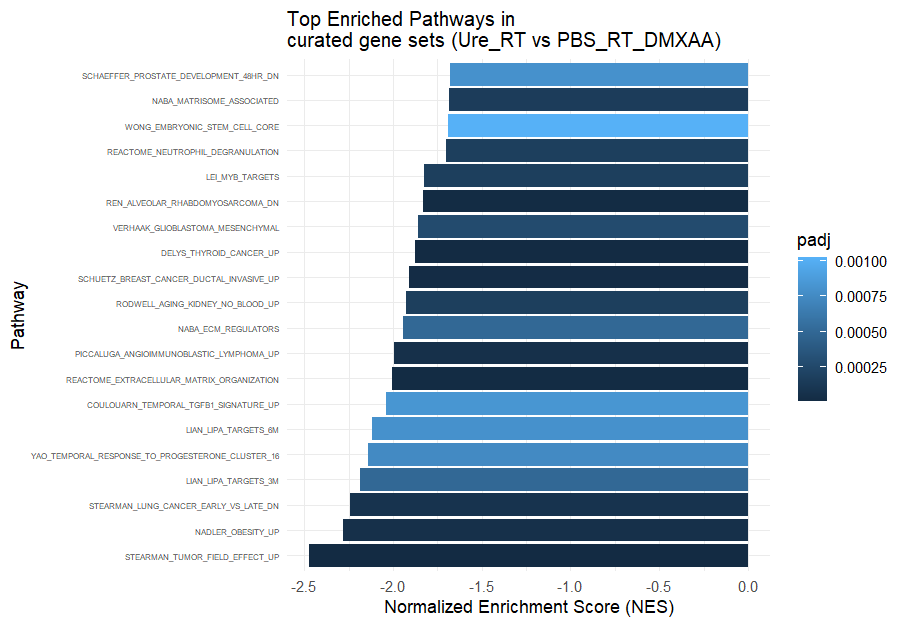 Top Enriched Pathways in
curated gene sets (Ure_RT vs PBS_RT_DMXAA)
Pathway
SCHAEFFER_PROSTATE_DEVELOPMENT_48HR_DN
NABA_MATRISOME_ASSOCIATED
WONG_EMBRYONIC_STEM_CELL_CORE
REACTOME_NEUTROPHIL_DEGRANULATION
LEI_MYB_TARGETS
REN_ALVEOLAR_RHABDOMYOSARCOMA_DN
VERHAAK_GLIOBLASTOMA_MESENCHYMAL
DELYS_THYROID_CANCER_UP
SCHUETZ_BREAST_CANCER_DUCTAL_INVASIVE_UP
RODWELL_AGING_KIDNEY_NO_BLOOD_UP
NABA_ECM_REGULATORS
PICCALUGA_ANGIOIMMUNOBLASTIC_LYMPHOMA_UP
REACTOME_EXTRACELLULAR_MATRIX_ORGANIZATION
COULOUARN_TEMPORAL_TGFB1_SIGNATURE_UP
LIAN_LIPA_TARGETS_6M
YAO_TEMPORAL_RESPONSE_TO_PROGESTERONE_CLUSTER_16
LIAN_LIPA_TARGETS_3M
STEARMAN_LUNG_CANCER_EARLY_VS_LATE_DN
NADLER_OBESITY_UP
STEARMAN_TUMOR_FIELD_EFFECT_UP
-2.5 -2.0 -1.5 -1.0 -0.5 0.0
Normalized Enrichment Score (NES)
padj
0.00100
0.00075
0.00050
0.00025